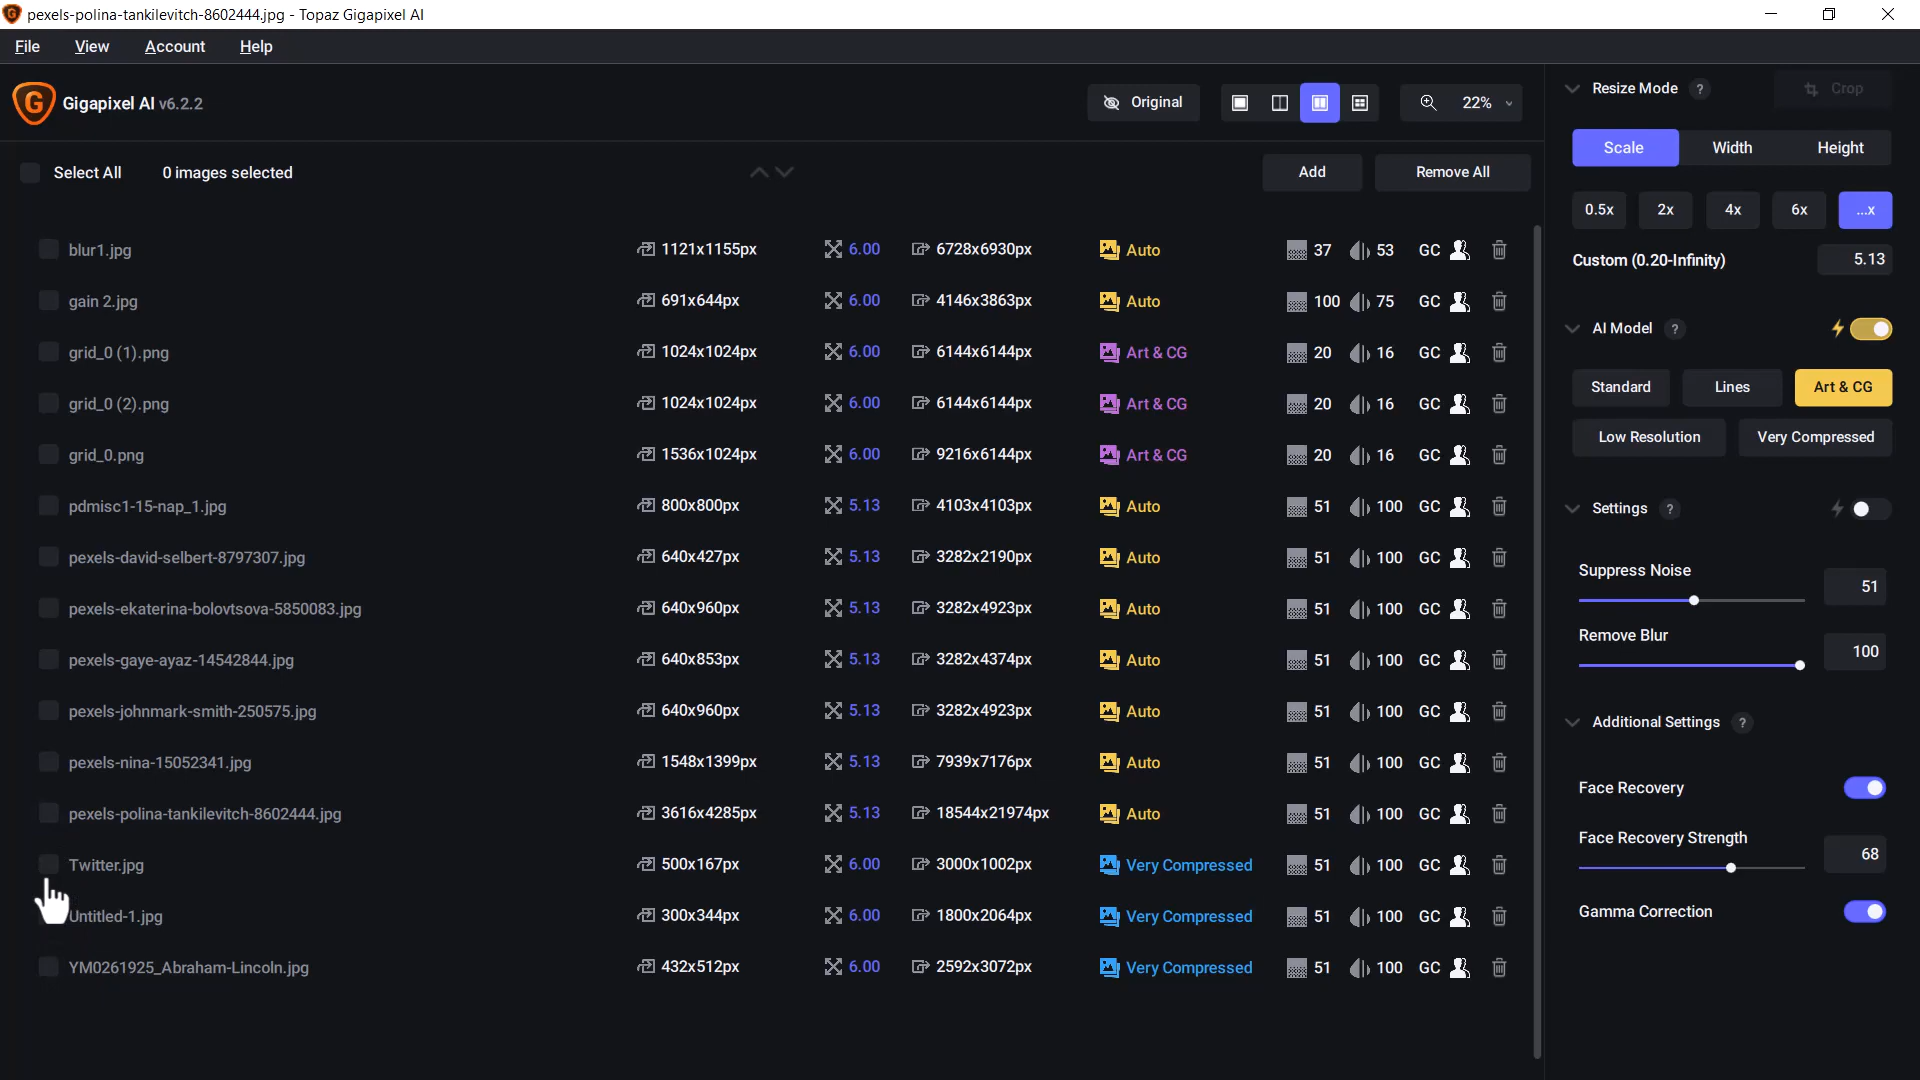 pexels-polina-tankilevitch-8602444.jpg - Topaz Gigapixel AI
File View Account Help
G Gigapixel AI v6.2.2
Original 22%
Select All 0 images selected Add Remove All
blur1.jpg 1121x1155px 6.00 6728x6930px Auto 37 53 GC
gain 2.jpg 691x644px 6.00 4146x3863px Auto 100 75 GC
grid_0 (1).png 1024x1024px 6.00 6144x6144px Art & CG 20 16 GC
grid_0 (2).png 1024x1024px 6.00 6144x6144px Art & CG 20 16 GC
grid_0.png 1536x1024px 6.00 9216x6144px Art & CG 20 16 GC
pdmisc1-15-nap_1.jpg 800x800px 5.13 4103x4103px Auto 51 100 GC
pexels-david-selbert-8797307.jpg 640x427px 5.13 3282x2190px Auto 51 100 GC
pexels-ekaterina-bolovtsova-5850083.jpg 640x960px 5.13 3282x4923px Auto 51 100 GC
pexels-gaye-ayaz-14542844.jpg 640x853px 5.13 3282x4374px Auto 51 100 GC
pexels-johnmark-smith-250575.jpg 640x960px 5.13 3282x4923px Auto 51 100 GC
pexels-nina-15052341.jpg 1548x1399px 5.13 7939x7176px Auto 51 100 GC
pexels-polina-tankilevitch-8602444.jpg 3616x4285px 5.13 18544x21974px Auto 51 100 GC
Twitter.jpg 500x167px 6.00 3000x1002px Very Compressed 51 100 GC
Untitled-1.jpg 300x344px 6.00 1800x2064px Very Compressed 51 100 GC
YM0261925_Abraham-Lincoln.jpg 432x512px 6.00 2592x3072px Very Compressed 51 100 GC
Resize Mode ? Crop
Scale Width Height
0.5x 2x 4x 6x ...x
Custom (0.20-Infinity) 5.13
AI Model ?
Standard Lines Art & CG
Low Resolution Very Compressed
Settings ?
Suppress Noise 51
Remove Blur 100
Additional Settings ?
Face Recovery
Face Recovery Strength 68
Gamma Correction